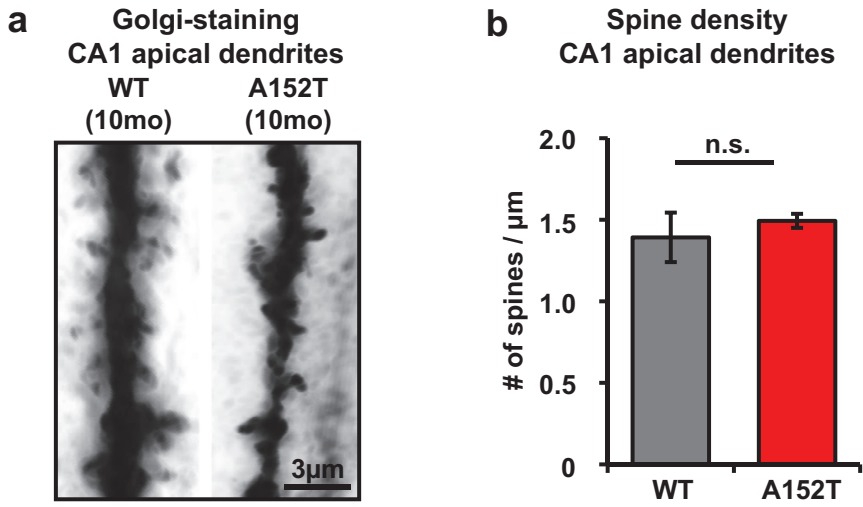 a
Golgi-staining
CA1 apical dendrites
WT
(10mo)
A152T
(10mo)
3µm
b
Spine density
CA1 apical dendrites
# of spines / µm
2.0
1.5
1.0
0.5
0
n.s.
WT
A152T